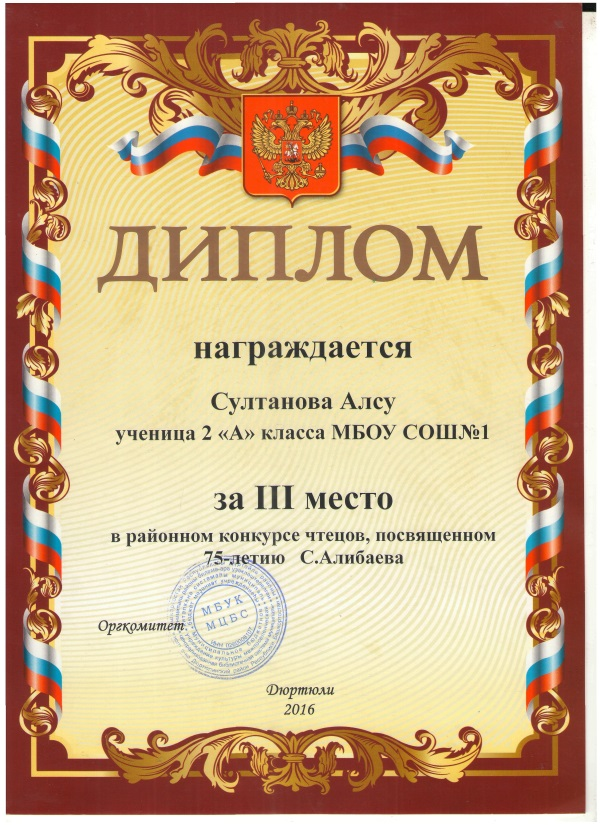 ДИПЛОМ
награждается
Султанова Алсу
ученица 2 «А» класса МБОУ СОШ№1
за III место
в районном конкурсе чтецов, посвященном
75-летию С.Алибаева
МБУК
МЦБС
Оргкомитет
Дюртюли
2016